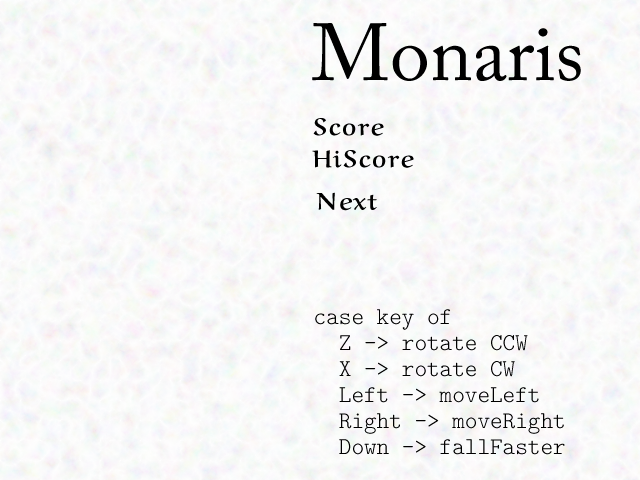 Monaris
Score
HiScore
Next
case key of
  Z -> rotate CCW
  X -> rotate CW
  Left -> moveLeft
  Right -> moveRight
  Down -> fallFaster